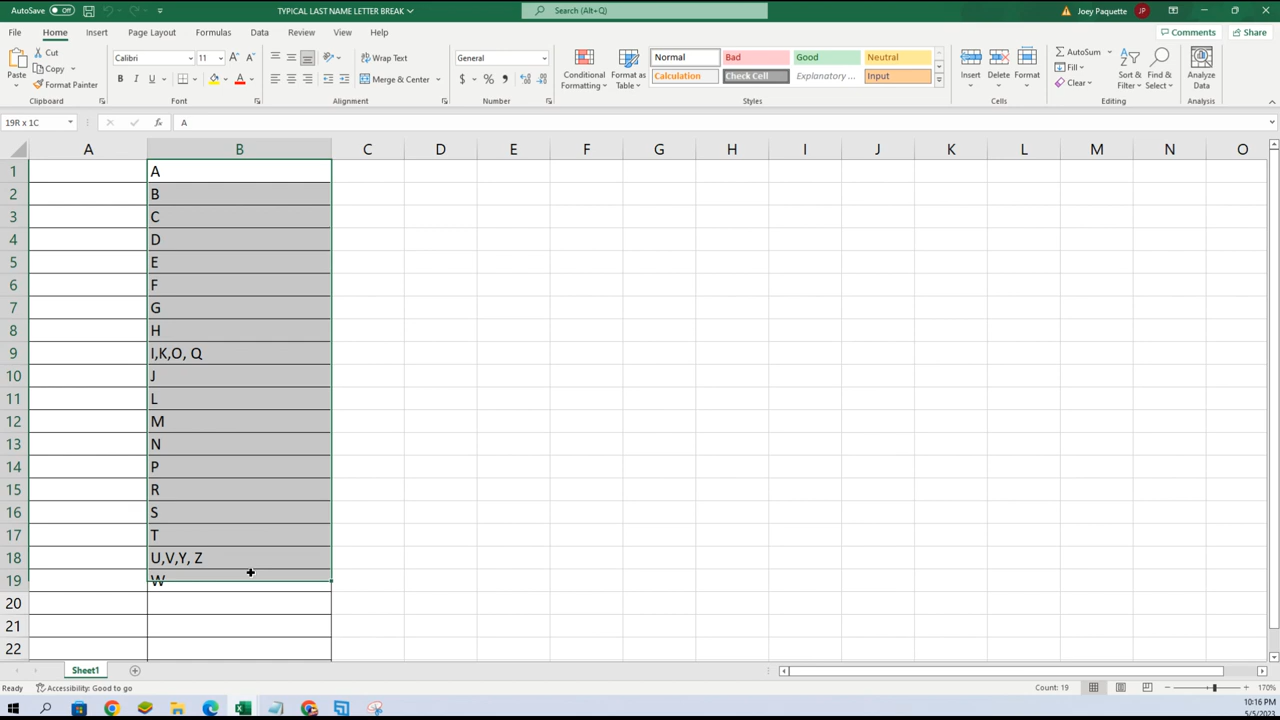 AutoSave Off TYPICAL LAST NAME LETTER BREAK Search (Alt+Q) Joey Paquette JP
File Home Insert Draw Page Layout Formulas Data Review View Help Comments Share
Paste Cut Copy Format Painter Clipboard
Calibri 11 B I U A Font
Wrap Text Merge & Center Alignment
General $ % , Number
Conditional Formatting Format as Table
Normal Bad Good Neutral
Calculation Check Cell Explanatory ... Input Styles
Insert Delete Format Cells
AutoSum Fill Clear Sort & Filter Find & Select Editing
Analyze Data Analysis
19R x 1C fx A
A B C D E F G H I J K L M N O
1 A
2 B
3 C
4 D
5 E
6 F
7 G
8 H
9 I,K,O, Q
10 J
11 L
12 M
13 N
14 P
15 R
16 S
17 T
18 U,V,Y, Z
19 W
20
21
22
Sheet1
Ready Accessibility: Good to go Count: 19 170%
10:16 PM
5/5/2023